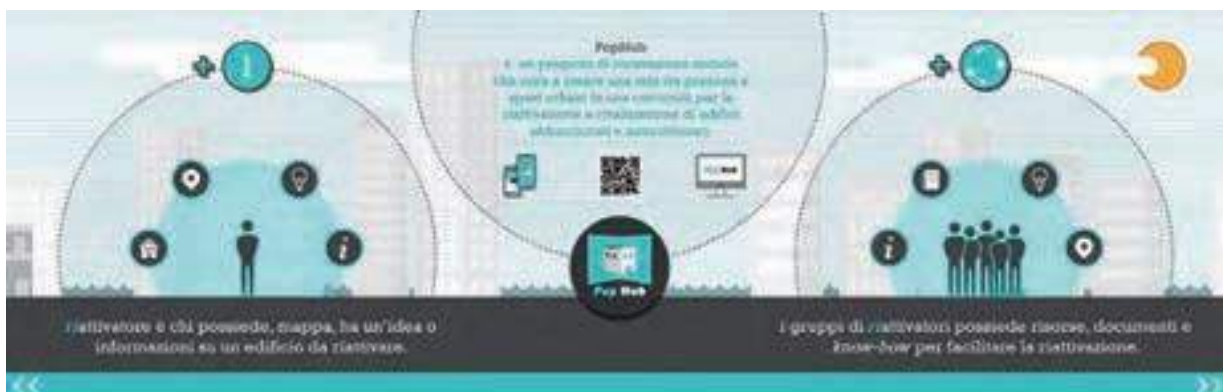 PopHub
è un progetto di innovazione sociale
che mira a creare una rete tra persone e
spazi urbani in una comunità per la
riattivazione e rivitalizzazione di edifici
abbandonati e sottoutilizzati
Pop Hub
riattivatore è chi possiede, mappa, ha un'idea o
informazioni su un edificio da riattivare.
i gruppi di riattivatori possiede risorse, documenti e
know-how per facilitare la riattivazione.